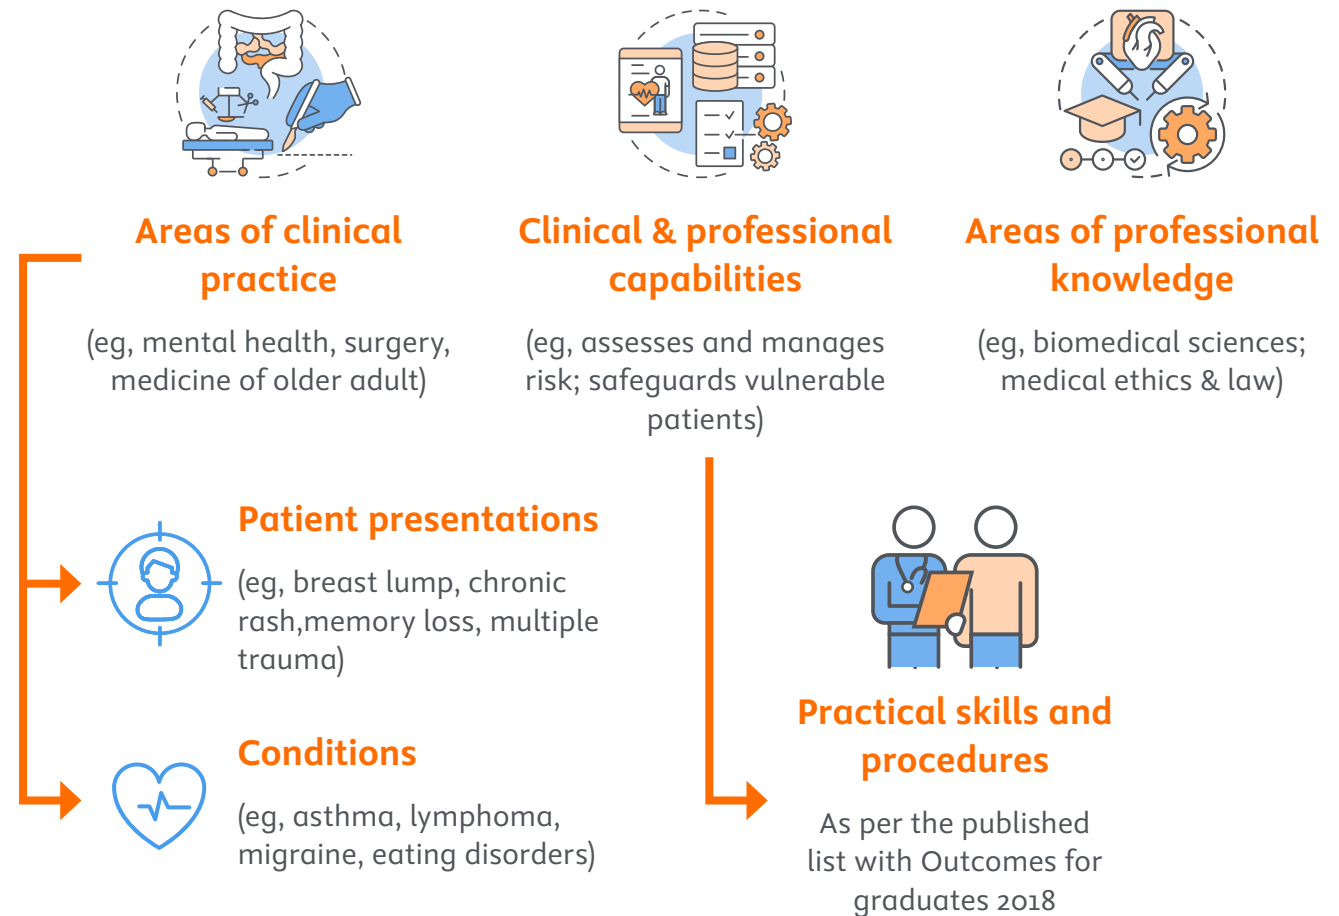 Areas of clinical
practice
(eg, mental health, surgery,
medicine of older adult)
Clinical & professional
capabilities
(eg, assesses and manages
risk; safeguards vulnerable
patients)
Areas of professional
knowledge
(eg, biomedical sciences;
medical ethics & law)
Patient presentations
(eg, breast lump, chronic
rash,memory loss, multiple
trauma)
Conditions
(eg, asthma, lymphoma,
migraine, eating disorders)
Practical skills and
procedures
As per the published
list with Outcomes for
graduates 2018